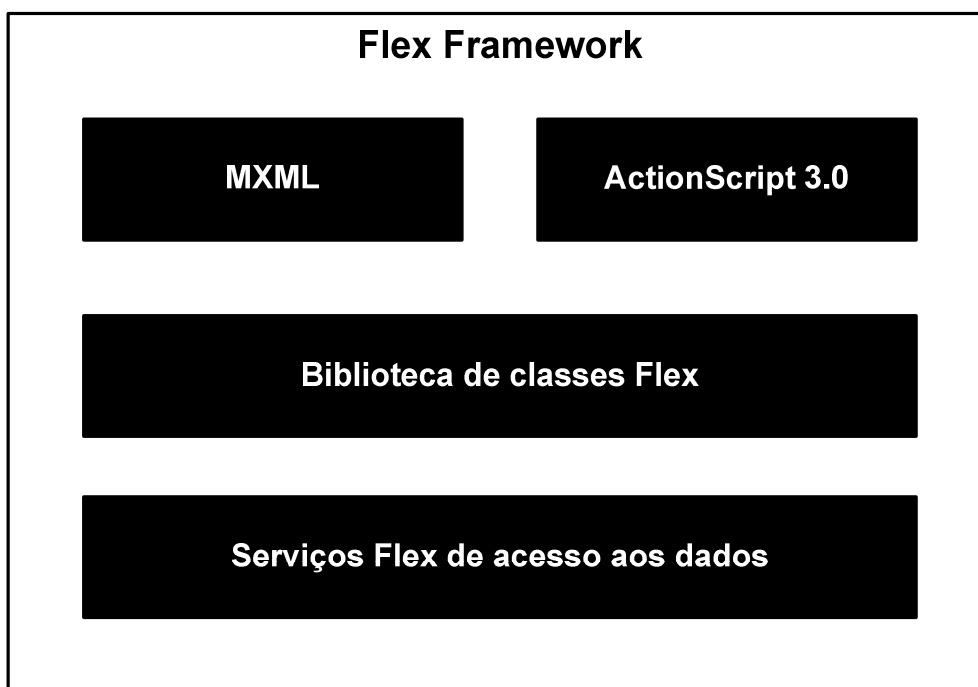 Flex Framework
MXML
ActionScript 3.0
Biblioteca de classes Flex
Serviços Flex de acesso aos dados